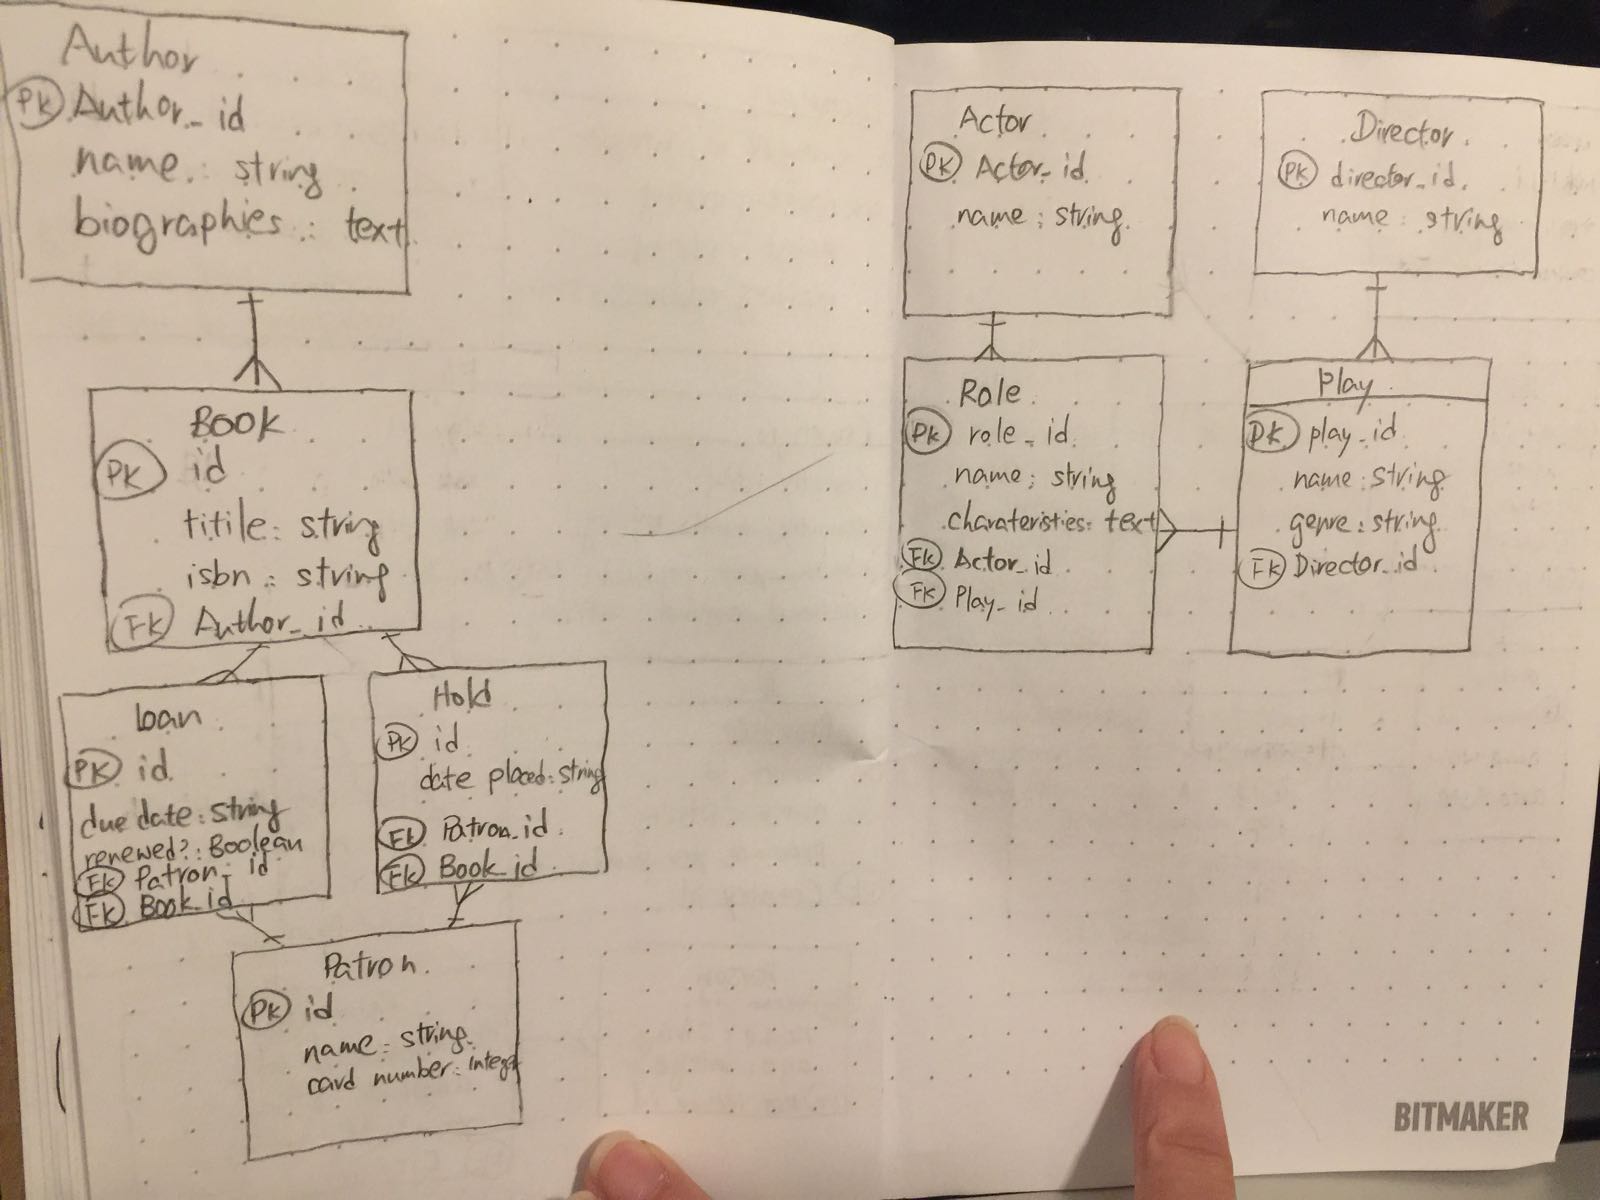 Author
PK Author_id
name : string
biographies : text
Book
PK id
titile: string
isbn : string
FK Author_id
loan
PK id
due date: string
renewed? : Boolean
FK Patron_id
FK Book_id
Hold
PK id
date placed: string
FK Patron_id
FK Book_id
Patron
PK id
name: string
card number: Integer
Actor
PK Actor_id
name : string
Director
PK director_id
name : string
Role
PK role_id
name : string
charateristies: text
FK Actor_id
FK Play_id
Play
PK play_id
name : string
genre : string
FK Director_id
BITMAKER